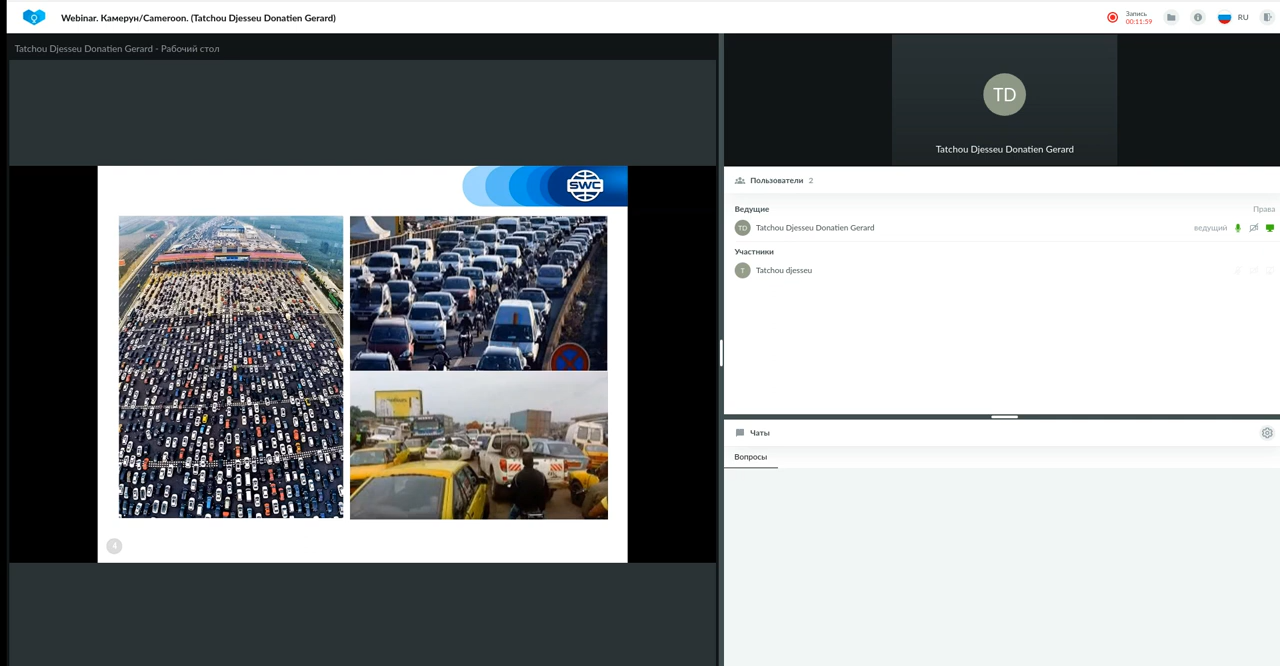 Webinar. Камерун/Cameroon. (Tatchou Djesseu Donatien Gerard)
Запись
00:11:59
RU
Tatchou Djesseu Donatien Gerard - Рабочий стол
SWC
4
TD
Tatchou Djesseu Donatien Gerard
Пользователи 2
Ведущие Права
TD Tatchou Djesseu Donatien Gerard ведущий
Участники
T Tatchou djesseu
Чаты
Вопросы